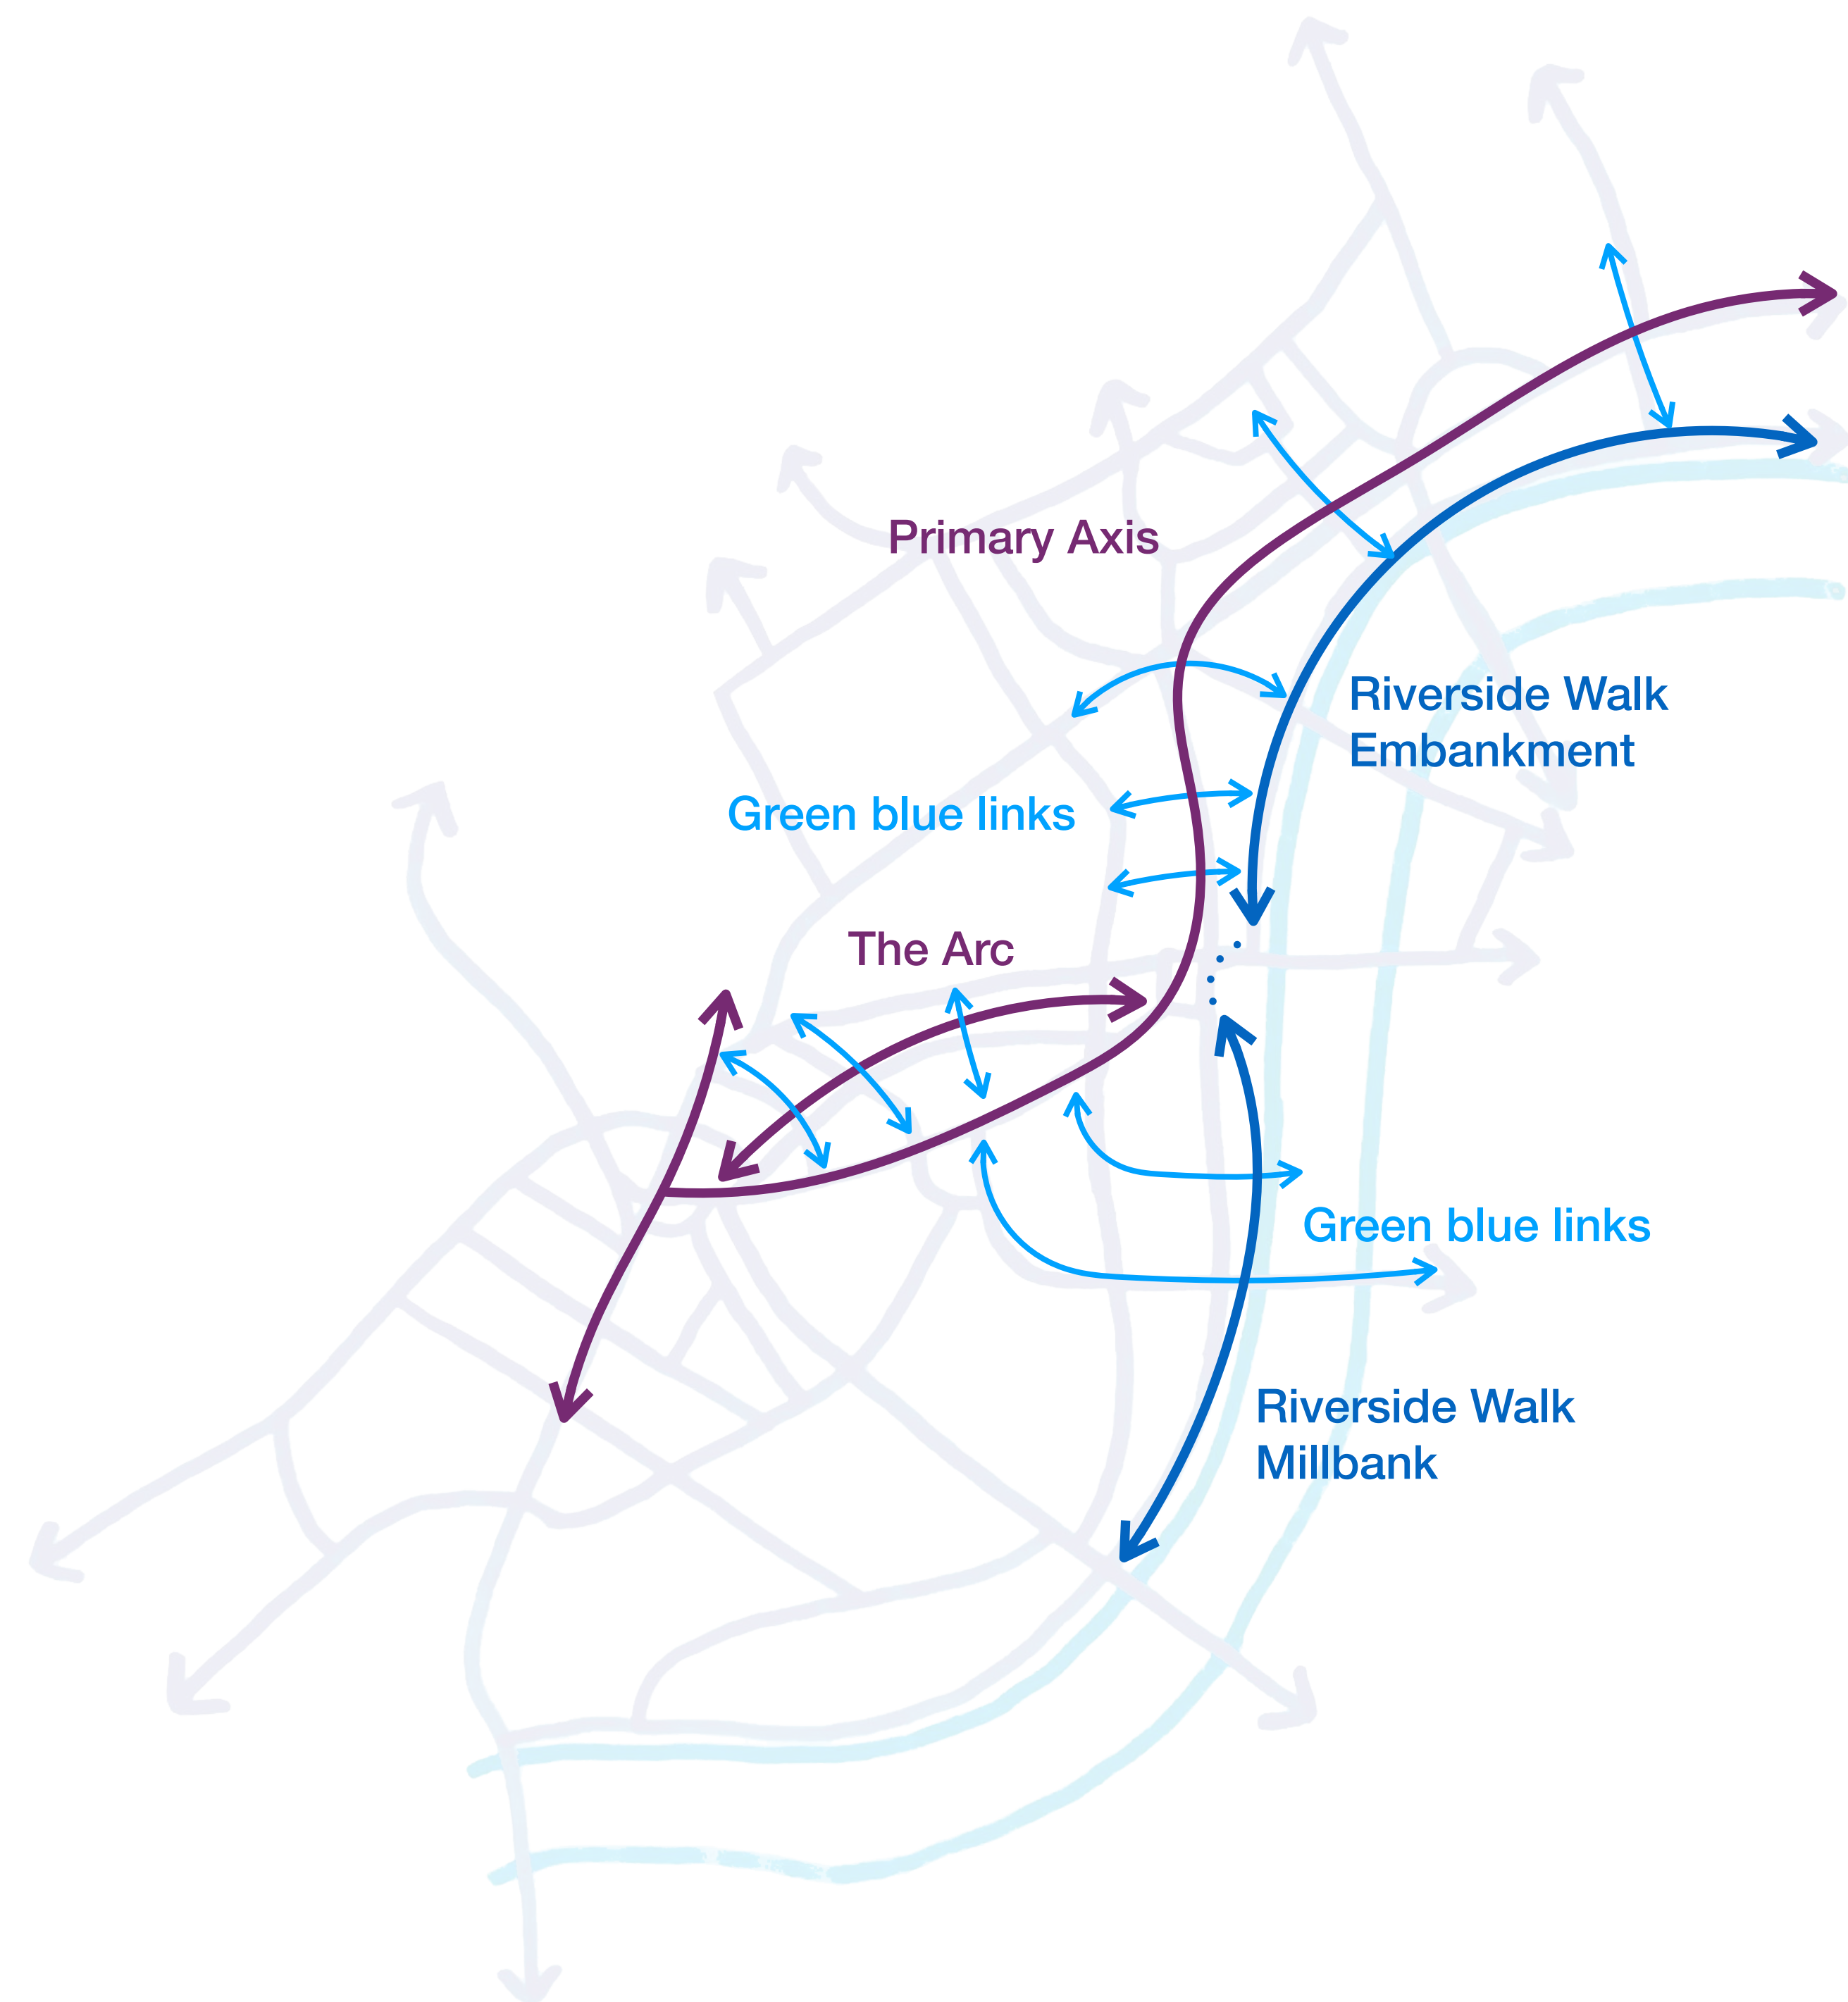 Primary Axis
Riverside Walk
Embankment
Green blue links
The Arc
Green blue links
Riverside Walk
Millbank